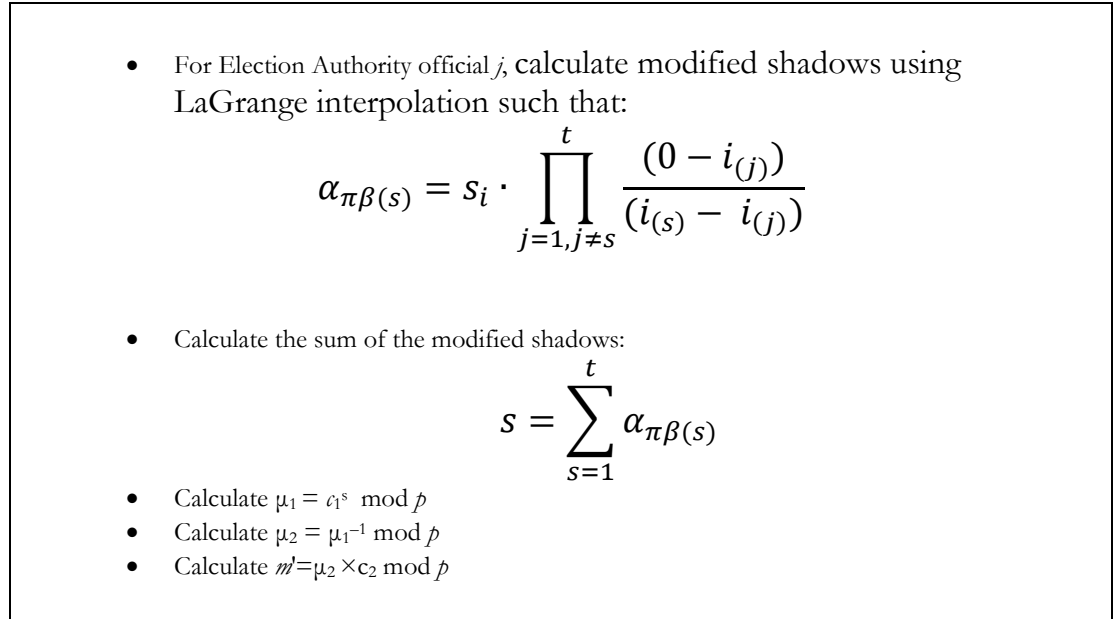 • For Election Authority official j, calculate modified shadows using
LaGrange interpolation such that:
α_{πβ(s)} = s_i · ∏_{j=1,j≠s}^{t} (0 − i_{(j)}) / (i_{(s)} − i_{(j)})
• Calculate the sum of the modified shadows:
s = ∑_{s=1}^{t} α_{πβ(s)}
• Calculate μ₁ = c₁ˢ mod p
• Calculate μ₂ = μ₁⁻¹ mod p
• Calculate m'=μ₂ ×c₂ mod p